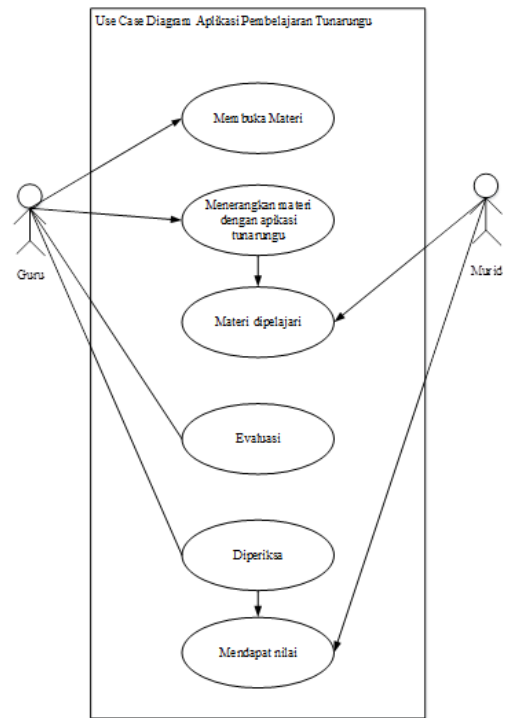 Use Case Diagram Aplikasi Pembelajaran Tunarungu
Membuka Materi
Menerangkan materi
dengan apikasi
tunarungu
Guru
Murid
Materi dipelajari
Evaluasi
Diperiksa
Mendapat nilai